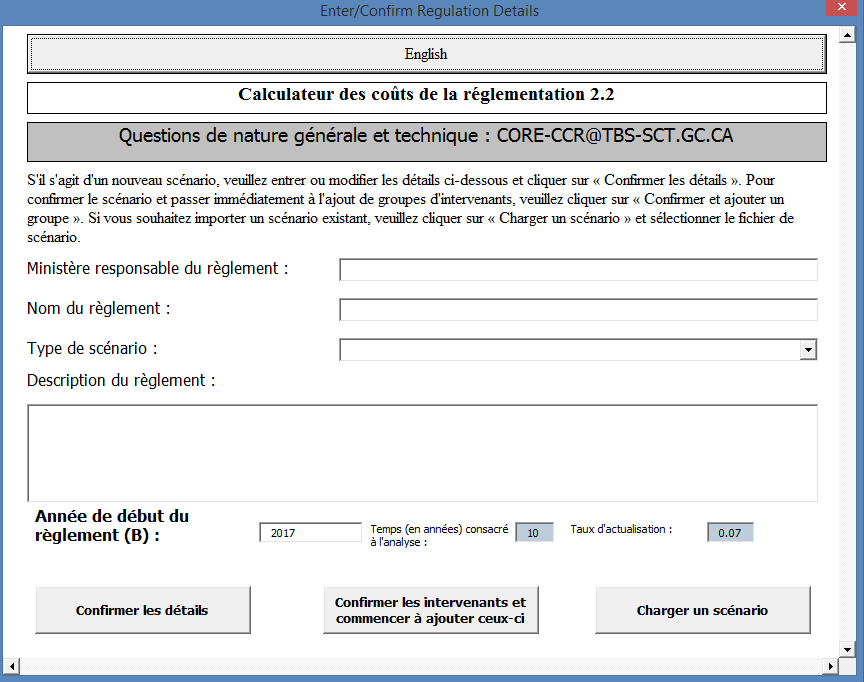 Enter/Confirm Regulation Details
English
Calculateur des coûts de la réglementation 2.2
Questions de nature générale et technique : CORE-CCR@TBS-SCT.GC.CA
S'il s'agit d'un nouveau scénario, veuillez entrer ou modifier les détails ci-dessous et cliquer sur « Confirmer les détails ». Pour
confirmer le scénario et passer immédiatement à l'ajout de groupes d'intervenants, veuillez cliquer sur « Confirmer et ajouter un
groupe ». Si vous souhaitez importer un scénario existant, veuillez cliquer sur « Charger un scénario » et sélectionner le fichier de
scénario.
Ministère responsable du règlement :
Nom du règlement :
Type de scénario :
Description du règlement :
Année de début du
règlement (B) :
2017
Temps (en années) consacré
à l'analyse :
10
Taux d'actualisation :
0.07
Confirmer les détails
Confirmer les intervenants et
commencer à ajouter ceux-ci
Charger un scénario